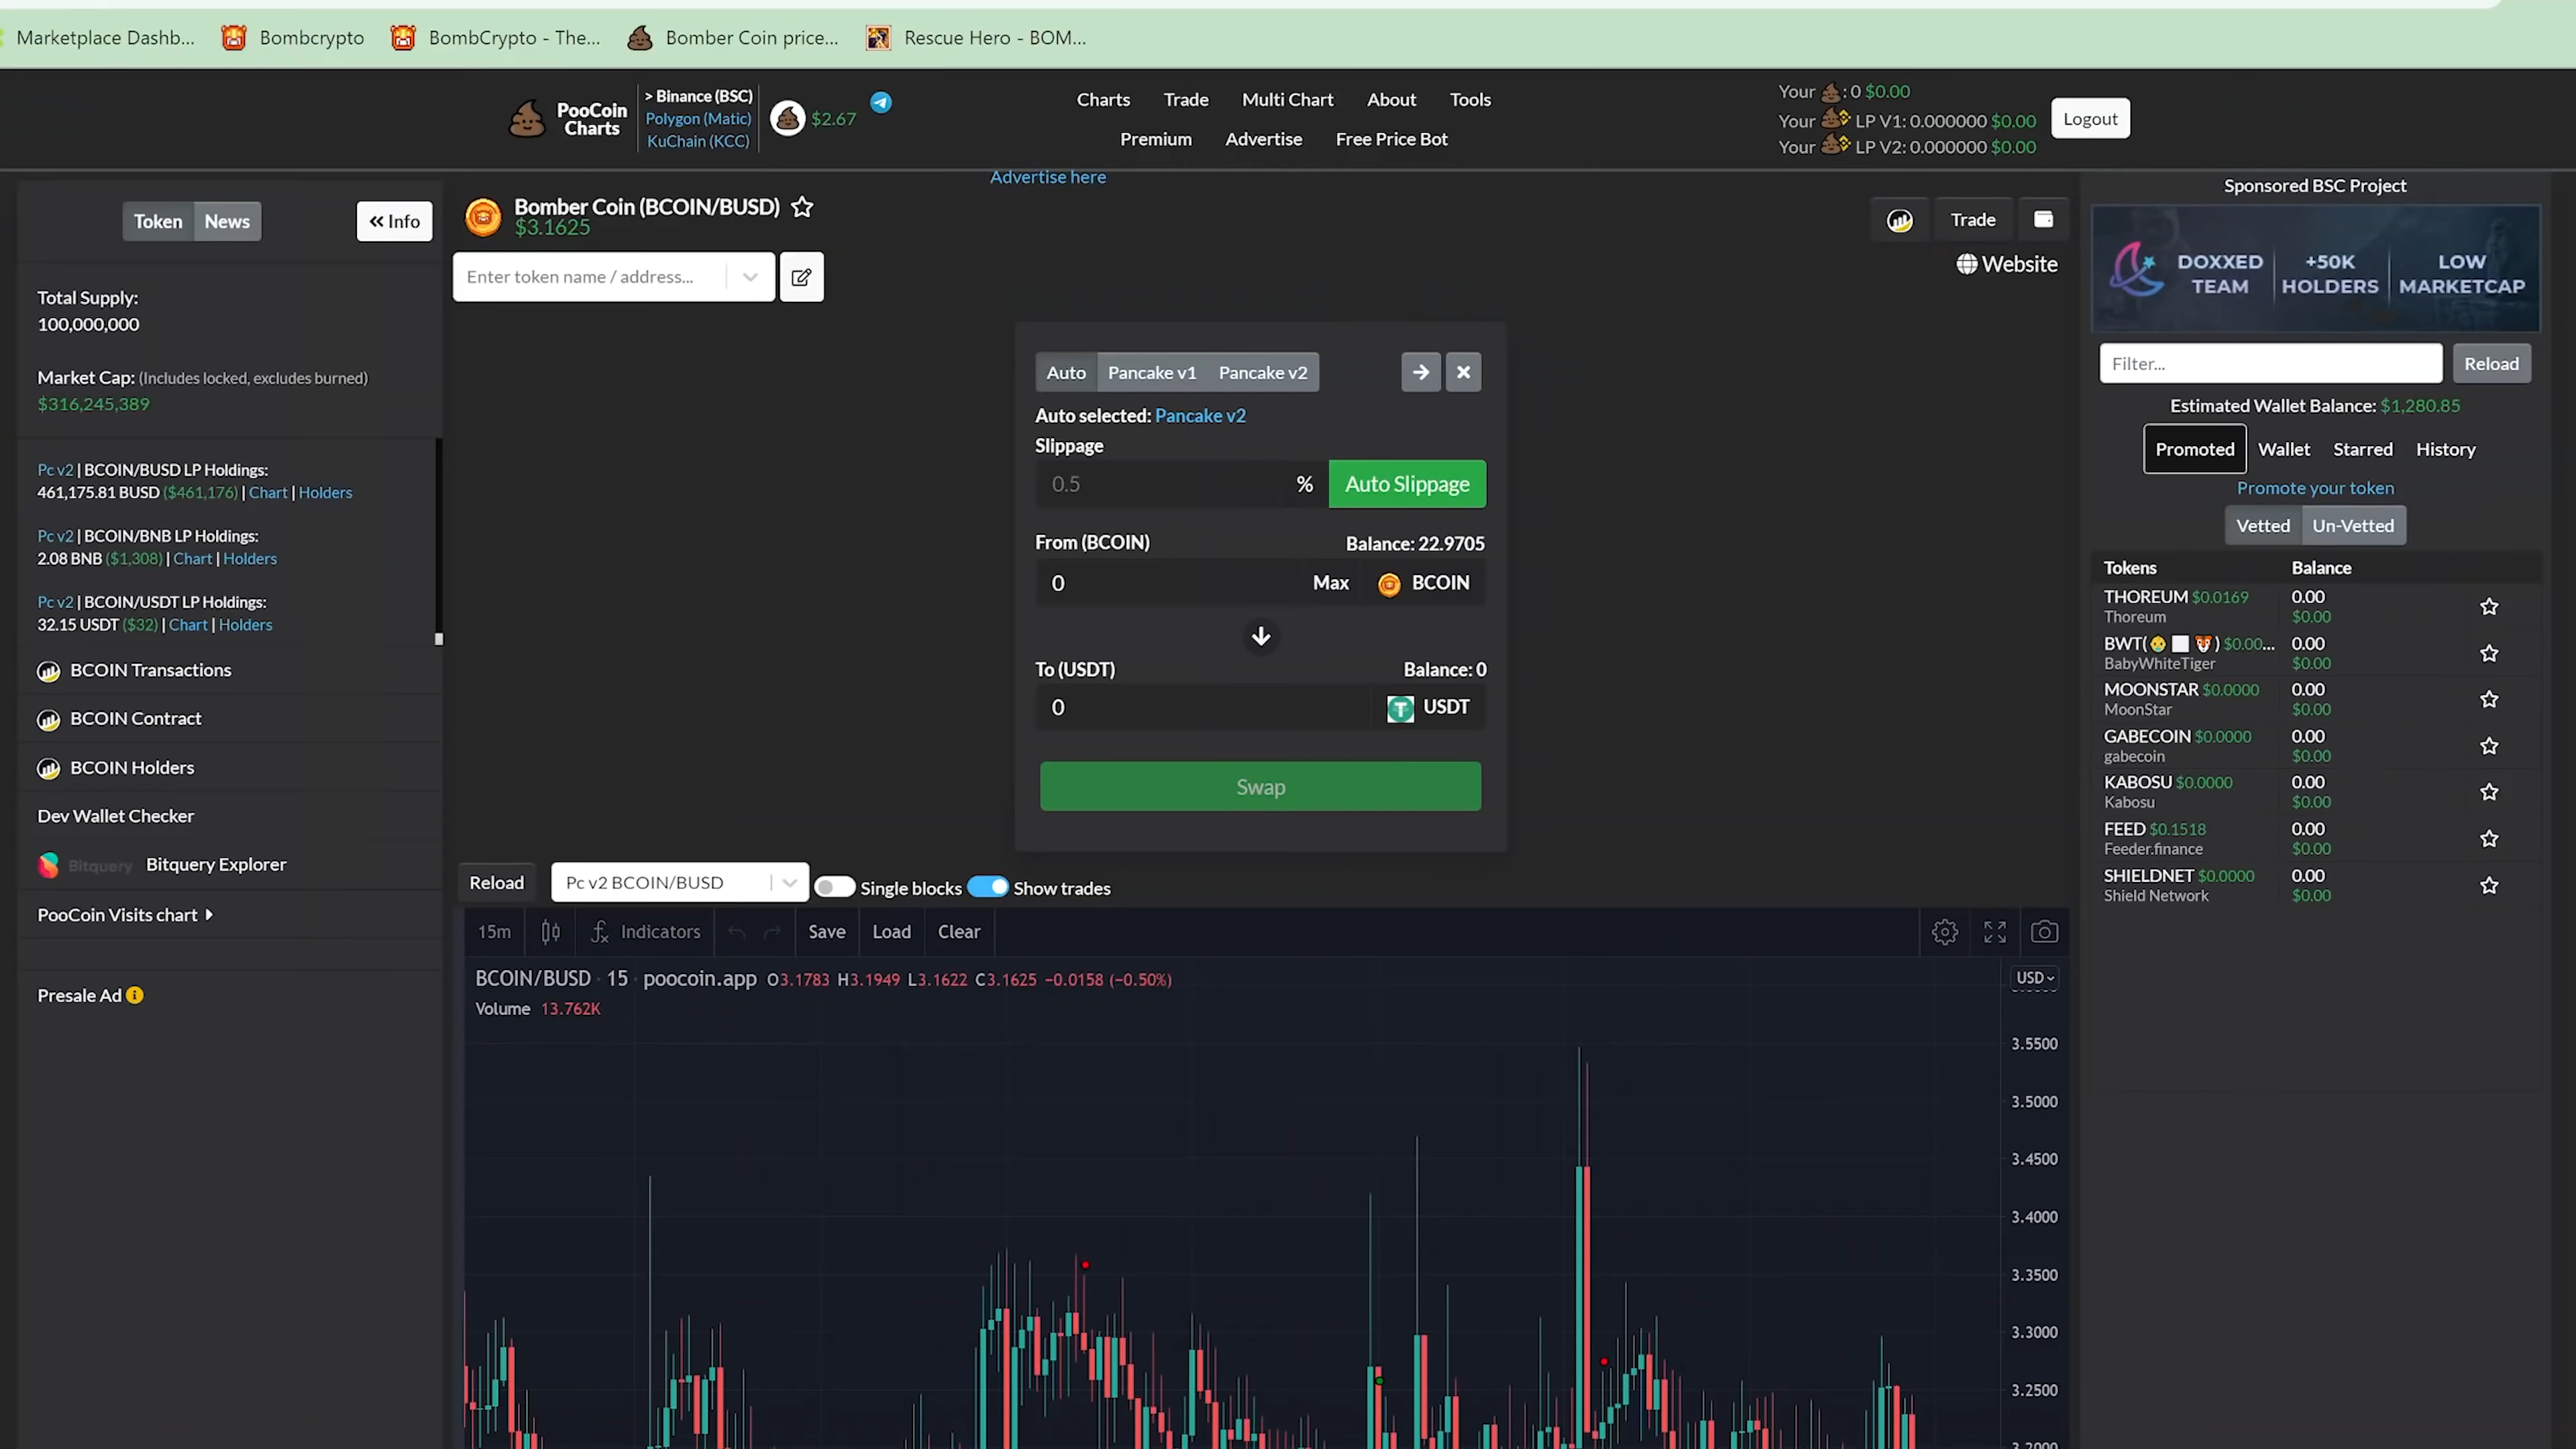 Marketplace Dashb...
Bombcrypto
BombCrypto - The...
Bomber Coin price...
Rescue Hero - BOM...
PooCoin
Charts
> Binance (BSC)
Polygon (Matic)
KuChain (KCC)
$2.67
Charts Trade Multi Chart About Tools
Premium Advertise Free Price Bot
Your : 0 $0.00
Your LP V1: 0.000000 $0.00
Your LP V2: 0.000000 $0.00
Logout
Advertise here
Token News
Info
Total Supply:
100,000,000
Market Cap: (Includes locked, excludes burned)
$316,245,389
Pc v2 | BCOIN/BUSD LP Holdings:
461,175.81 BUSD ($461,176) | Chart | Holders
Pc v2 | BCOIN/BNB LP Holdings:
2.08 BNB ($1,308) | Chart | Holders
Pc v2 | BCOIN/USDT LP Holdings:
32.15 USDT ($32) | Chart | Holders
BCOIN Transactions
BCOIN Contract
BCOIN Holders
Dev Wallet Checker
Bitquery Bitquery Explorer
PooCoin Visits chart
Presale Ad
Bomber Coin (BCOIN/BUSD)
$3.1625
Enter token name / address...
Trade
Website
Auto Pancake v1 Pancake v2
Auto selected: Pancake v2
Slippage
0.5 % Auto Slippage
From (BCOIN) Balance: 22.9705
0 Max BCOIN
To (USDT) Balance: 0
0 USDT
Swap
Reload Pc v2 BCOIN/BUSD Single blocks Show trades
15m Indicators Save Load Clear
BCOIN/BUSD · 15 · poocoin.app O3.1783 H3.1949 L3.1622 C3.1625 −0.0158 (−0.50%)
Volume 13.762K
USD
3.5500
3.5000
3.4500
3.4000
3.3500
3.3000
3.2500
Sponsored BSC Project
DOXXED
TEAM
+50K
HOLDERS
LOW
MARKETCAP
Filter... Reload
Estimated Wallet Balance: $1,280.85
Promoted Wallet Starred History
Promote your token
Vetted Un-Vetted
Tokens Balance
THOREUM $0.0169 0.00
Thoreum $0.00
BWT( ) $0.00... 0.00
BabyWhiteTiger $0.00
MOONSTAR $0.0000 0.00
MoonStar $0.00
GABECOIN $0.0000 0.00
gabecoin $0.00
KABOSU $0.0000 0.00
Kabosu $0.00
FEED $0.1518 0.00
Feeder.finance $0.00
SHIELDNET $0.0000 0.00
Shield Network $0.00